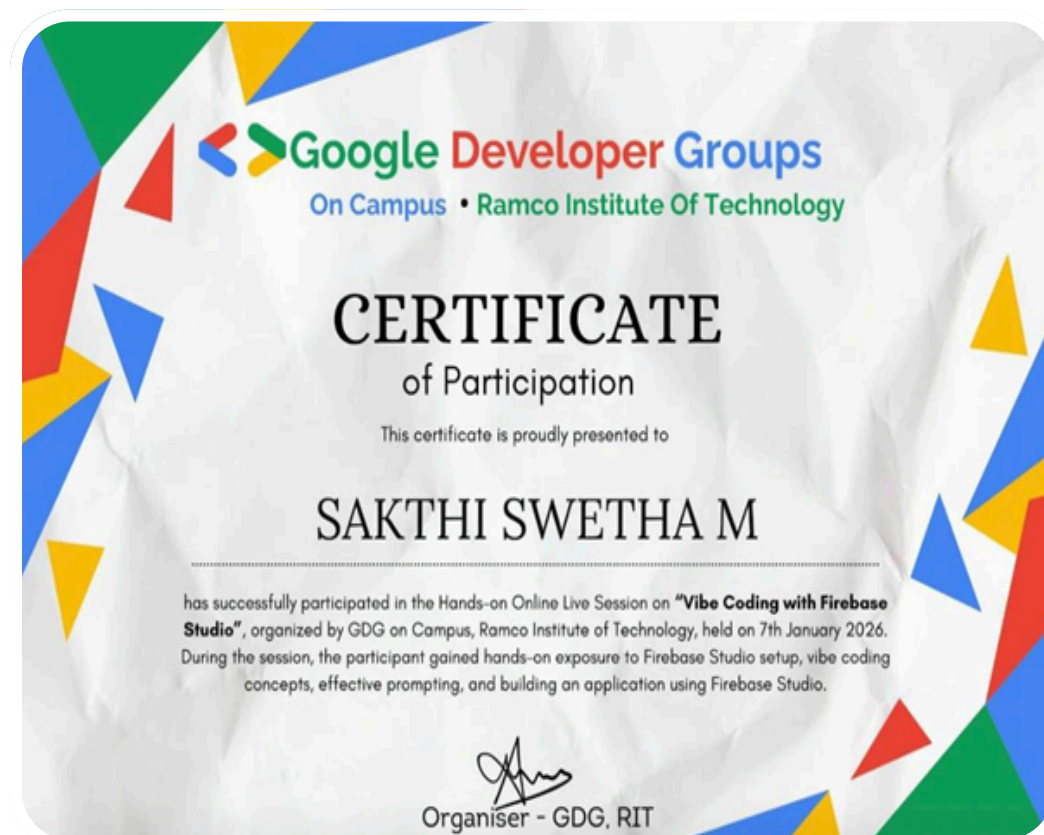 Google Developer Groups
On Campus • Ramco Institute Of Technology
CERTIFICATE
of Participation
This certificate is proudly presented to
SAKTHI SWETHA M
has successfully participated in the Hands-on Online Live Session on “Vibe Coding with Firebase
Studio”, organized by GDG on Campus, Ramco Institute of Technology, held on 7th January 2026.
During the session, the participant gained hands-on exposure to Firebase Studio setup, vibe coding
concepts, effective prompting, and building an application using Firebase Studio.
Organiser - GDG, RIT